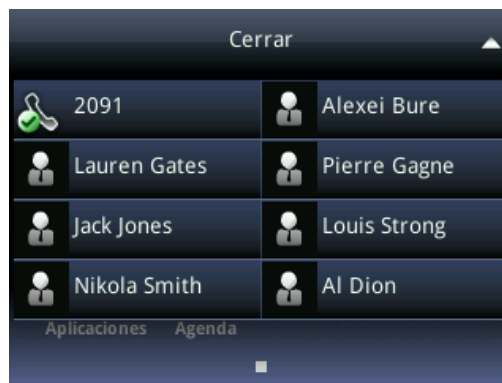 Cerrar
2091
Alexei Bure
Lauren Gates
Pierre Gagne
Jack Jones
Louis Strong
Nikola Smith
Al Dion
Aplicaciones Agenda